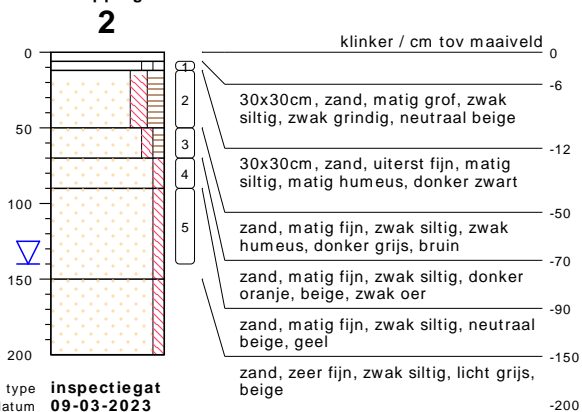 2
klinker / cm tov maaiveld
0
0
-6
1
2
30x30cm, zand, matig grof, zwak
siltig, zwak grindig, neutraal beige
-12
50
3
30x30cm, zand, uiterst fijn, matig
siltig, matig humeus, donker zwart
-50
4
100
5
zand, matig fijn, zwak siltig, zwak
humeus, donker grijs, bruin
-70
zand, matig fijn, zwak siltig, donker
oranje, beige, zwak oer
-90
150
zand, matig fijn, zwak siltig, neutraal
beige, geel
-150
200
zand, zeer fijn, zwak siltig, licht grijs,
beige
-200
type inspectiegat
datum 09-03-2023